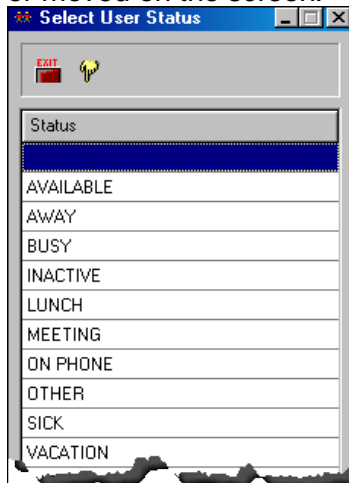 or moved on the screen.
Select User Status
EXIT
Status
AVAILABLE
AWAY
BUSY
INACTIVE
LUNCH
MEETING
ON PHONE
OTHER
SICK
VACATION